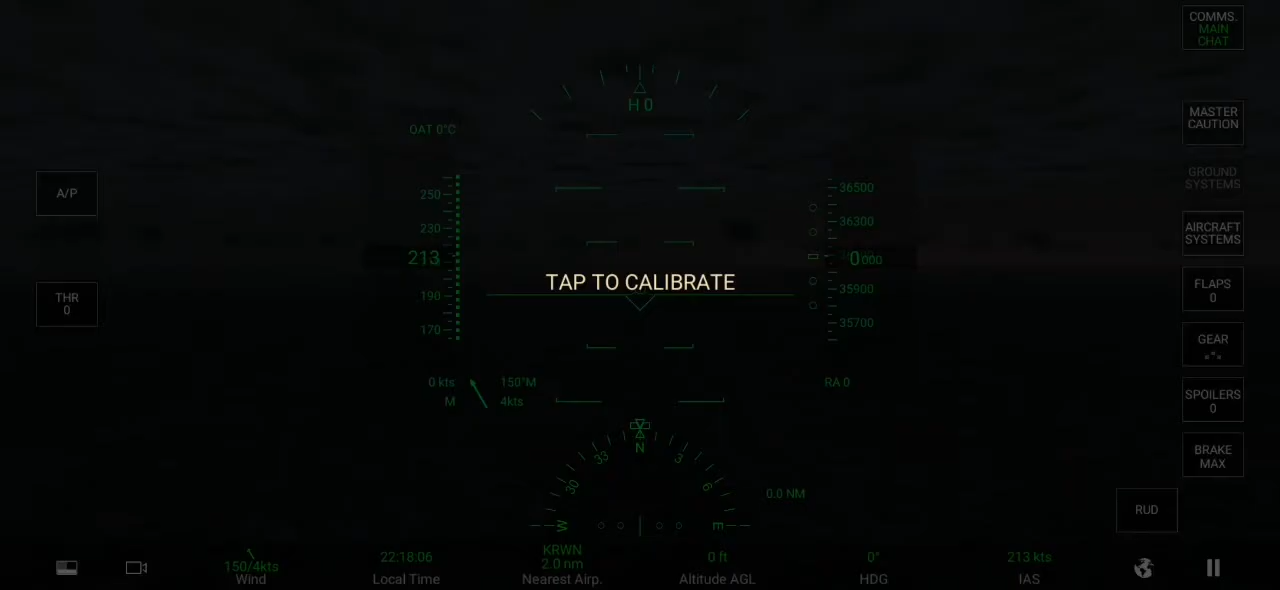 COMMS.
MAIN
CHAT
H 0
OAT 0°C
MASTER
CAUTION
GROUND
SYSTEMS
A/P
250
230
213
190
170
36500
36300
0000
35900
35700
AIRCRAFT
SYSTEMS
TAP TO CALIBRATE
THR
0
FLAPS
0
GEAR
0 kts
M
150°M
4kts
RA 0
SPOILERS
0
N
33
3
30
6
W
E
BRAKE
MAX
0.0 NM
RUD
150/4kts
Wind
22:18:06
Local Time
KRWN
2.0 nm
Nearest Airp.
0 ft
Altitude AGL
0°
HDG
213 kts
IAS